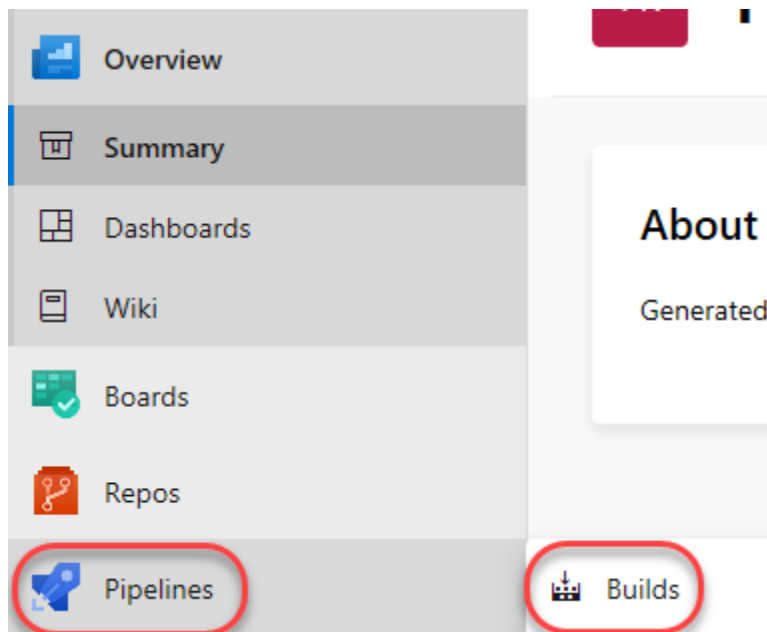 Overview
Summary
Dashboards
Wiki
Boards
Repos
Pipelines
About
Generated
Builds